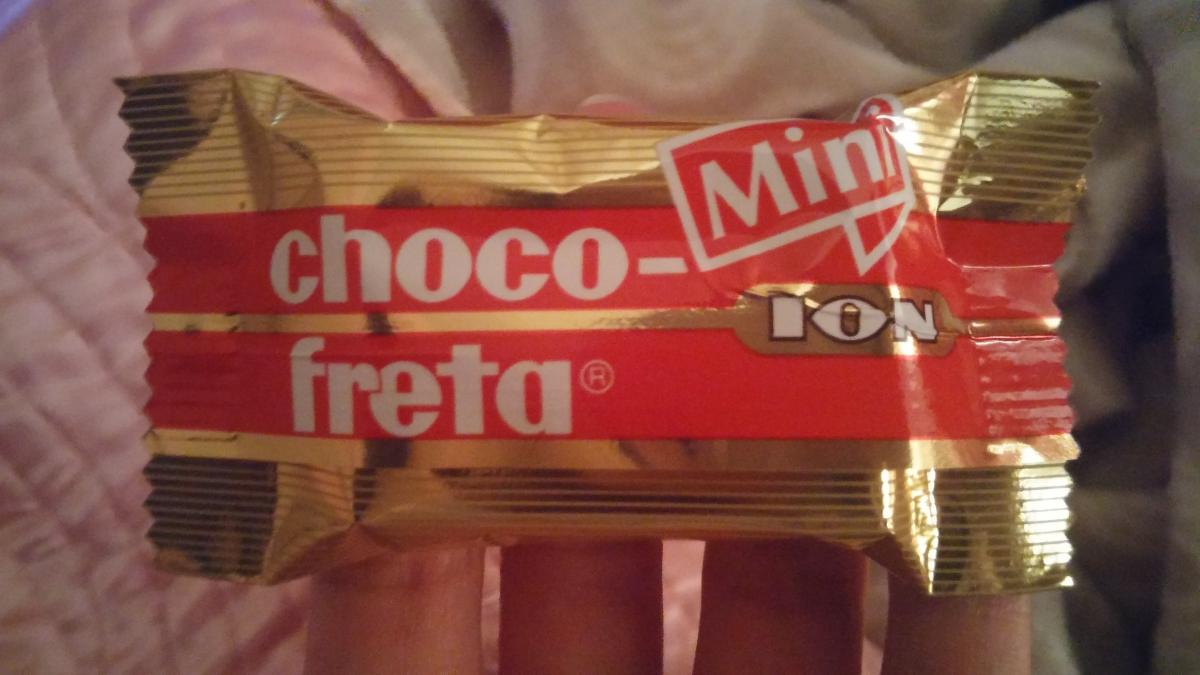 Mini
choco-
ION
freta®